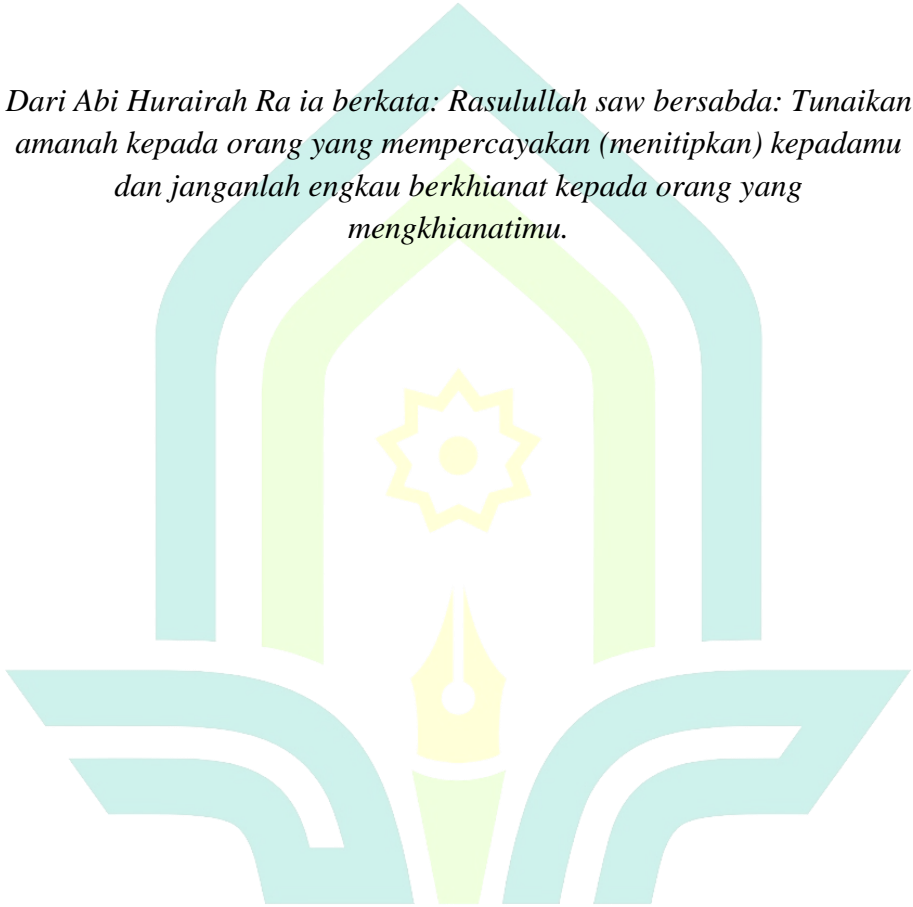 Dari Abi Hurairah Ra ia berkata: Rasulullah saw bersabda: Tunaikan
amanah kepada orang yang mempercayakan (menitipkan) kepadamu
dan janganlah engkau berkhianat kepada orang yang
mengkhianatimu.